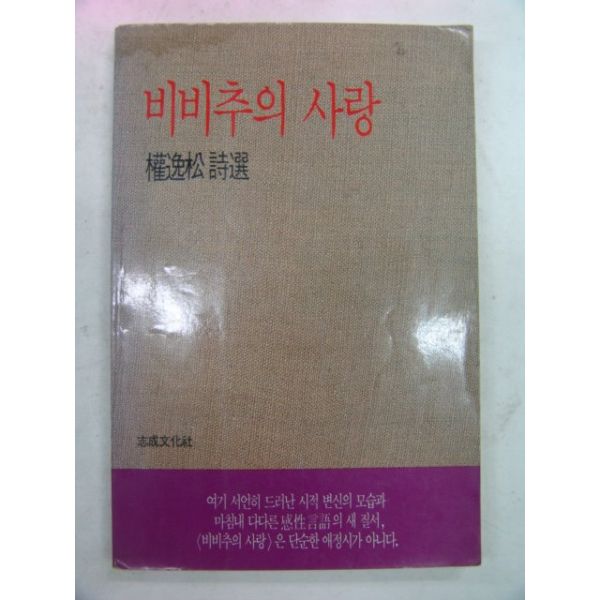 비비추의 사랑
權逸松 詩選
志成文化社
여기 서언히 드러난 시적 변신의 모습과
마침내 다다른 感性言語의 새 질서,
〈비비추의 사랑〉은 단순한 애정시가 아니다.